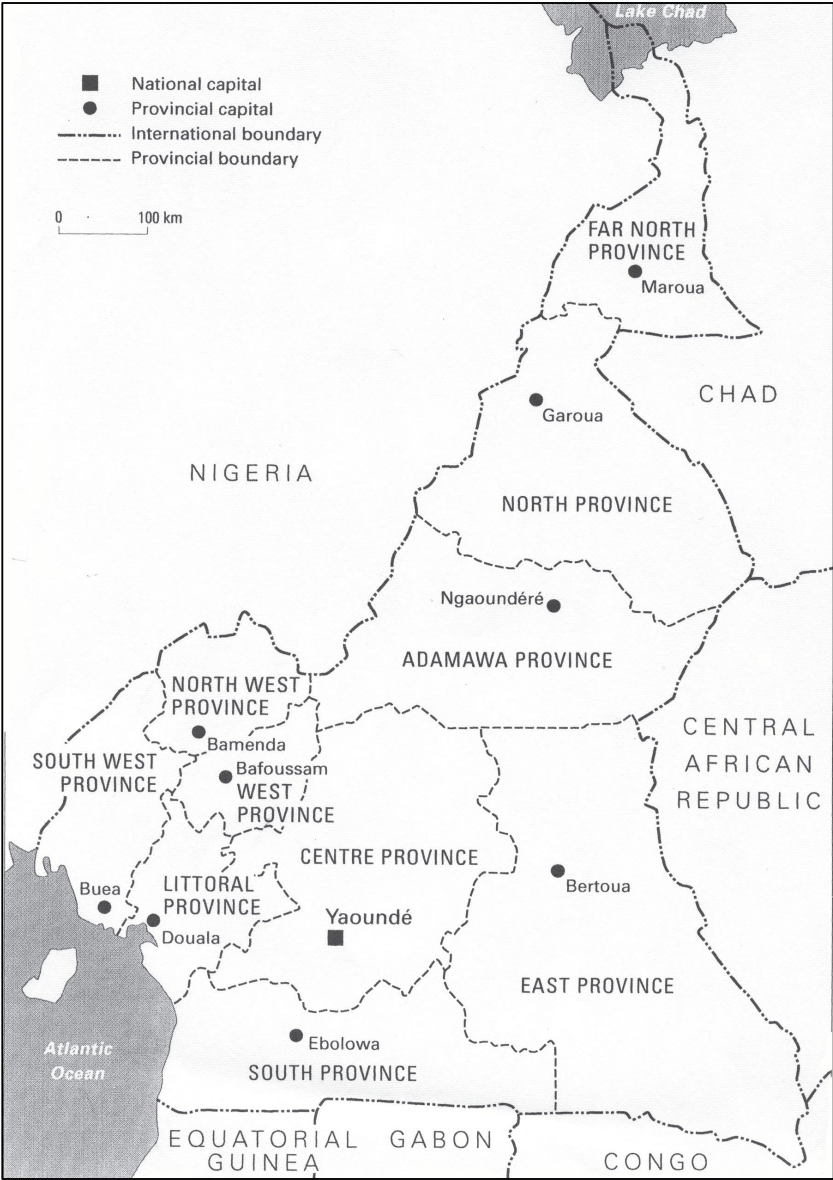 Lake Chad
National capital
Provincial capital
International boundary
Provincial boundary
0 100 km
FAR NORTH
PROVINCE
Maroua
CHAD
Garoua
NIGERIA
NORTH PROVINCE
Ngaoundéré
ADAMAWA PROVINCE
NORTH WEST
PROVINCE
Bamenda
CENTRAL
AFRICAN
REPUBLIC
SOUTH WEST
PROVINCE
Bafoussam
WEST
PROVINCE
CENTRE PROVINCE
Bertoua
Buea
LITTORAL
PROVINCE
Douala
Yaoundé
EAST PROVINCE
Ebolowa
Atlantic
Ocean
SOUTH PROVINCE
EQUATORIAL
GUINEA
GABON
CONGO